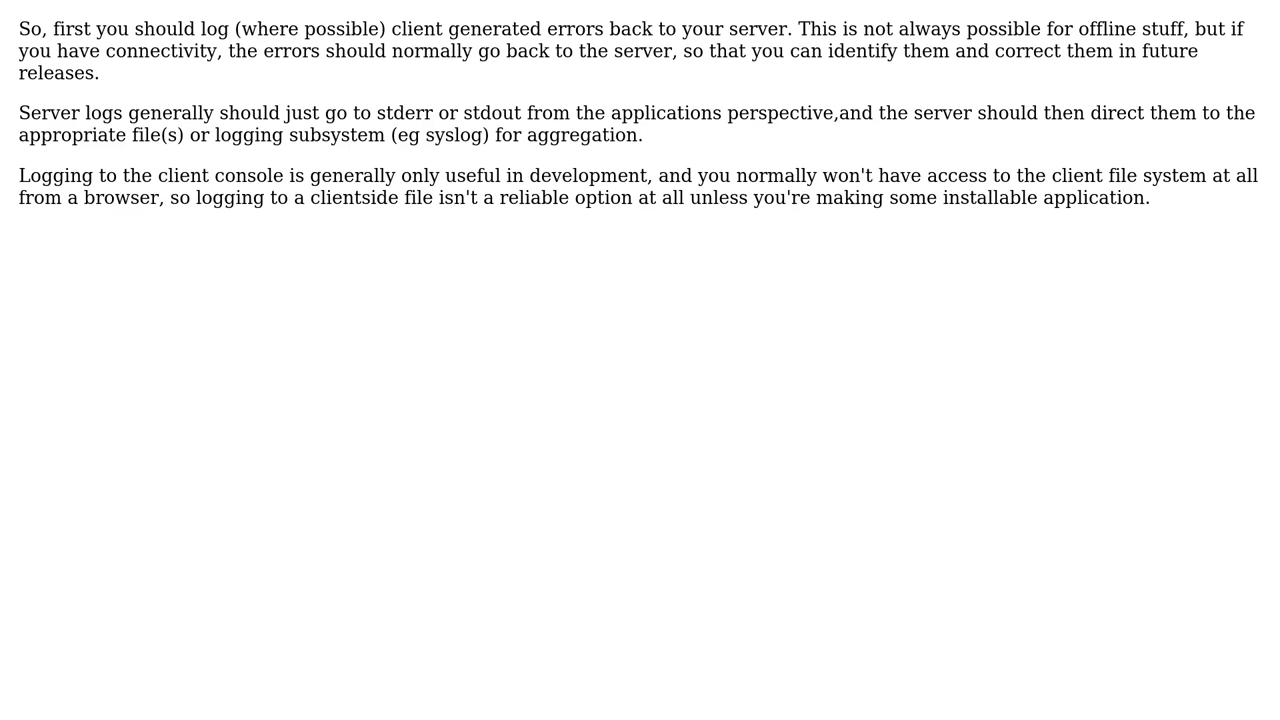 So, first you should log (where possible) client generated errors back to your server. This is not always possible for offline stuff, but if
you have connectivity, the errors should normally go back to the server, so that you can identify them and correct them in future
releases.
Server logs generally should just go to stderr or stdout from the applications perspective,and the server should then direct them to the
appropriate file(s) or logging subsystem (eg syslog) for aggregation.
Logging to the client console is generally only useful in development, and you normally won't have access to the client file system at all
from a browser, so logging to a clientside file isn't a reliable option at all unless you're making some installable application.